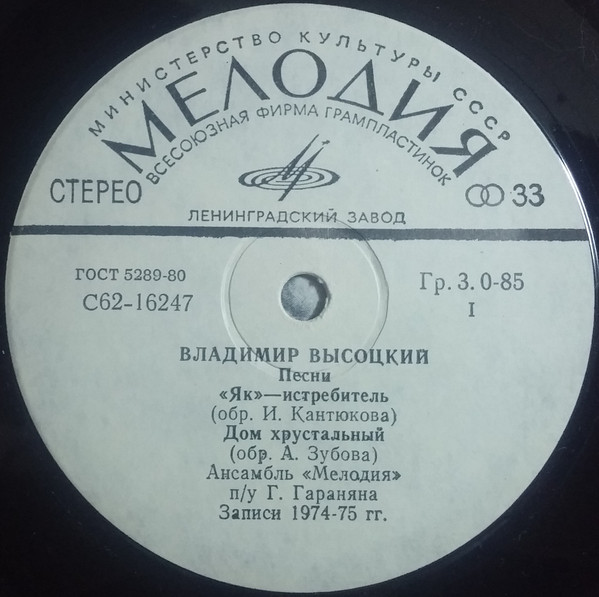 МИНИСТЕРСТВО КУЛЬТУРЫ СССР
МЕЛОДИЯ
ВСЕСОЮЗНАЯ ФИРМА ГРАМПЛАСТИНОК
СТЕРЕО
33
ЛЕНИНГРАДСКИЙ ЗАВОД
ГОСТ 5289-80
С62-16247
Гр. 3. 0-85
I
ВЛАДИМИР ВЫСОЦКИЙ
Песни
«Як»—истребитель
(обр. И. Кантюкова)
Дом хрустальный
(обр. А. Зубова)
Ансамбль «Мелодия»
п/у Г. Гараняна
Записи 1974-75 гг.